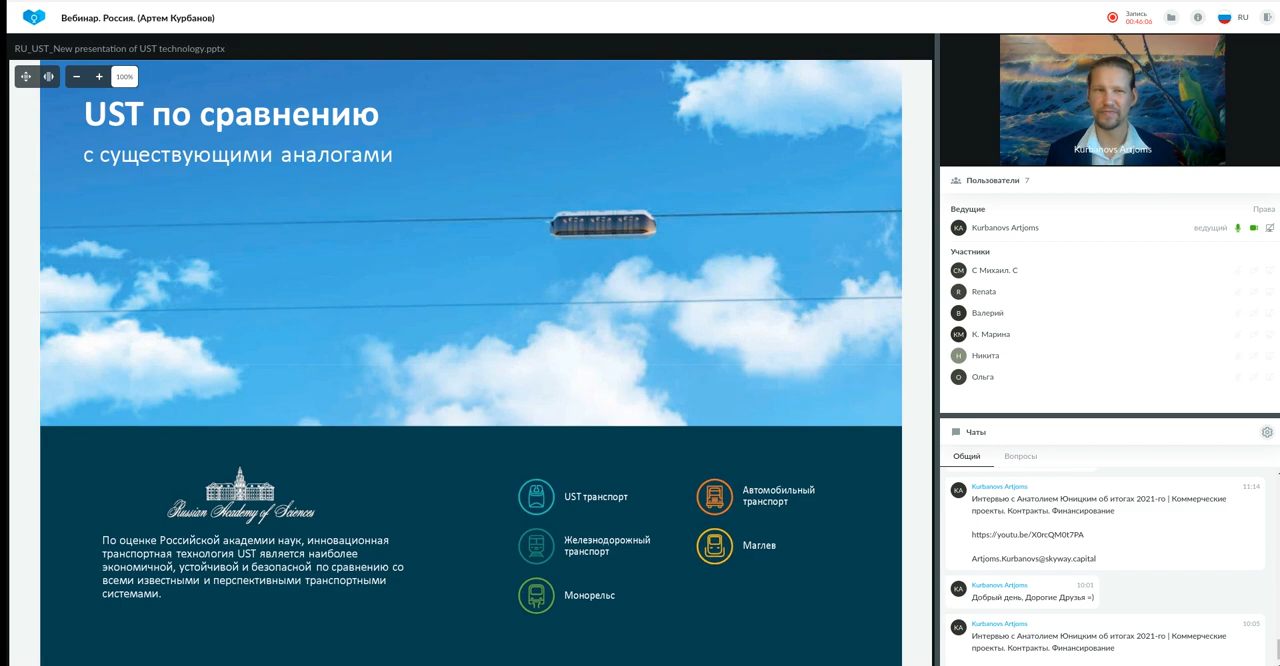 Вебинар. Россия. (Артем Курбанов)
Запись
00:46:06
RU
RU_UST_New presentation of UST technology.pptx
100%
UST по сравнению
с существующими аналогами
Russian Academy of Sciences
По оценке Российской академии наук, инновационная
транспортная технология UST является наиболее
экономичной, устойчивой и безопасной по сравнению со
всеми известными и перспективными транспортными
системами.
UST транспорт
Железнодорожный
транспорт
Монорельс
Автомобильный
транспорт
Маглев
Kurbanovs Artjoms
Пользователи 7
Ведущие Права
KA Kurbanovs Artjoms ведущий
Участники
СМ С Михаил. С
R Renata
В Валерий
КМ К. Марина
Н Никита
О Ольга
Чаты
Общий Вопросы
KA Kurbanovs Artjoms 11:14
Интервью с Анатолием Юницким об итогах 2021-го | Коммерческие
проекты. Контракты. Финансирование
https://youtu.be/X0rcQM0t7PA
Artjoms.Kurbanovs@skyway.capital
KA Kurbanovs Artjoms 10:01
Добрый день, Дорогие Друзья =)
KA Kurbanovs Artjoms 10:05
Интервью с Анатолием Юницким об итогах 2021-го | Коммерческие
проекты. Контракты. Финансирование